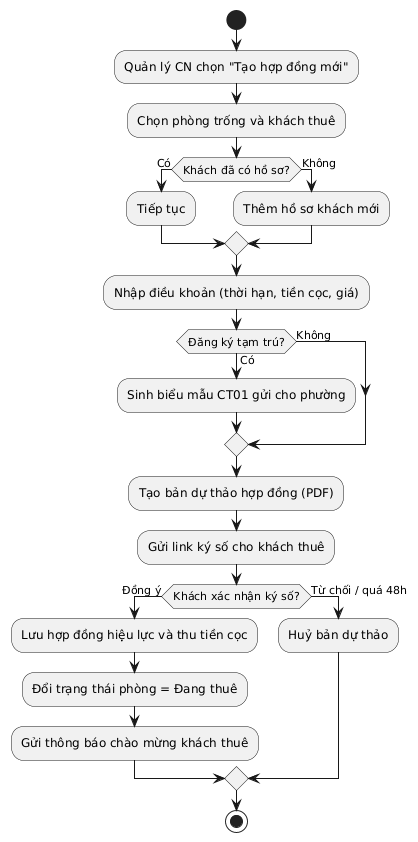 Quản lý CN chọn "Tạo hợp đồng mới"
Chọn phòng trống và khách thuê
Khách đã có hồ sơ?
Có
Không
Tiếp tục
Thêm hồ sơ khách mới
Nhập điều khoản (thời hạn, tiền cọc, giá)
Đăng ký tạm trú?
Không
Có
Sinh biểu mẫu CT01 gửi cho phường
Tạo bản dự thảo hợp đồng (PDF)
Gửi link ký số cho khách thuê
Khách xác nhận ký số?
Đồng ý
Từ chối / quá 48h
Lưu hợp đồng hiệu lực và thu tiền cọc
Huỷ bản dự thảo
Đổi trạng thái phòng = Đang thuê
Gửi thông báo chào mừng khách thuê